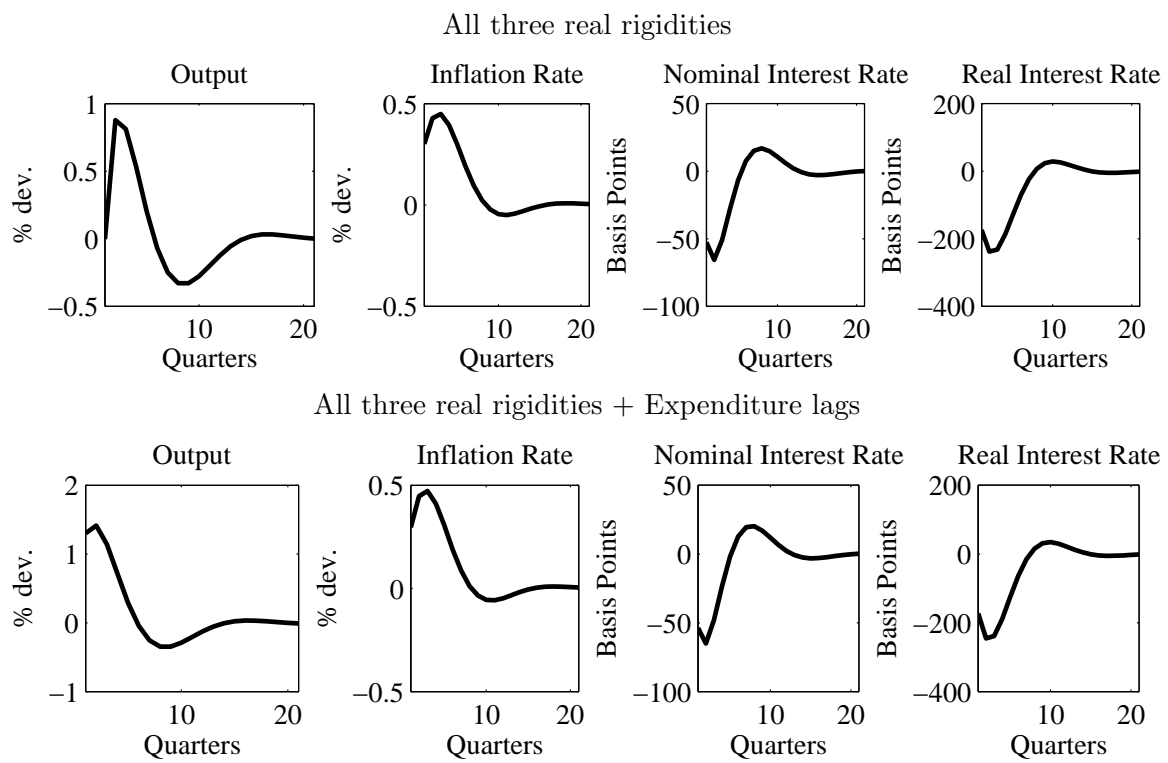 All three real rigidities
Output
Inflation Rate
Nominal Interest Rate
Real Interest Rate
% dev.
1
0.5
0
−0.5
10
20
Quarters
% dev.
0.5
0
−0.5
10
20
Quarters
Basis Points
50
0
−50
−100
10
20
Quarters
Basis Points
200
0
−200
−400
10
20
Quarters
All three real rigidities + Expenditure lags
Output
Inflation Rate
Nominal Interest Rate
Real Interest Rate
% dev.
2
1
0
−1
10
20
Quarters
% dev.
0.5
0
−0.5
10
20
Quarters
Basis Points
50
0
−50
−100
10
20
Quarters
Basis Points
200
0
−200
−400
10
20
Quarters